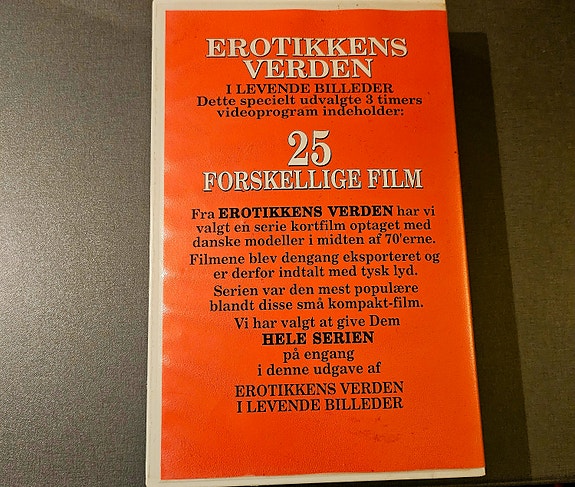 EROTIKKENS
VERDEN
I LEVENDE BILLEDER
Dette specielt udvalgte 3 timers
videoprogram indeholder:
25
FORSKELLIGE FILM
Fra EROTIKKENS VERDEN har vi
valgt en serie kortfilm optaget med
danske modeller i midten af 70'erne.
Filmene blev dengang eksporteret og
er derfor indtalt med tysk lyd.
Serien var den mest populære
blandt disse små kompakt-film.
Vi har valgt at give Dem
HELE SERIEN
på engang
i denne udgave af
EROTIKKENS VERDEN
I LEVENDE BILLEDER